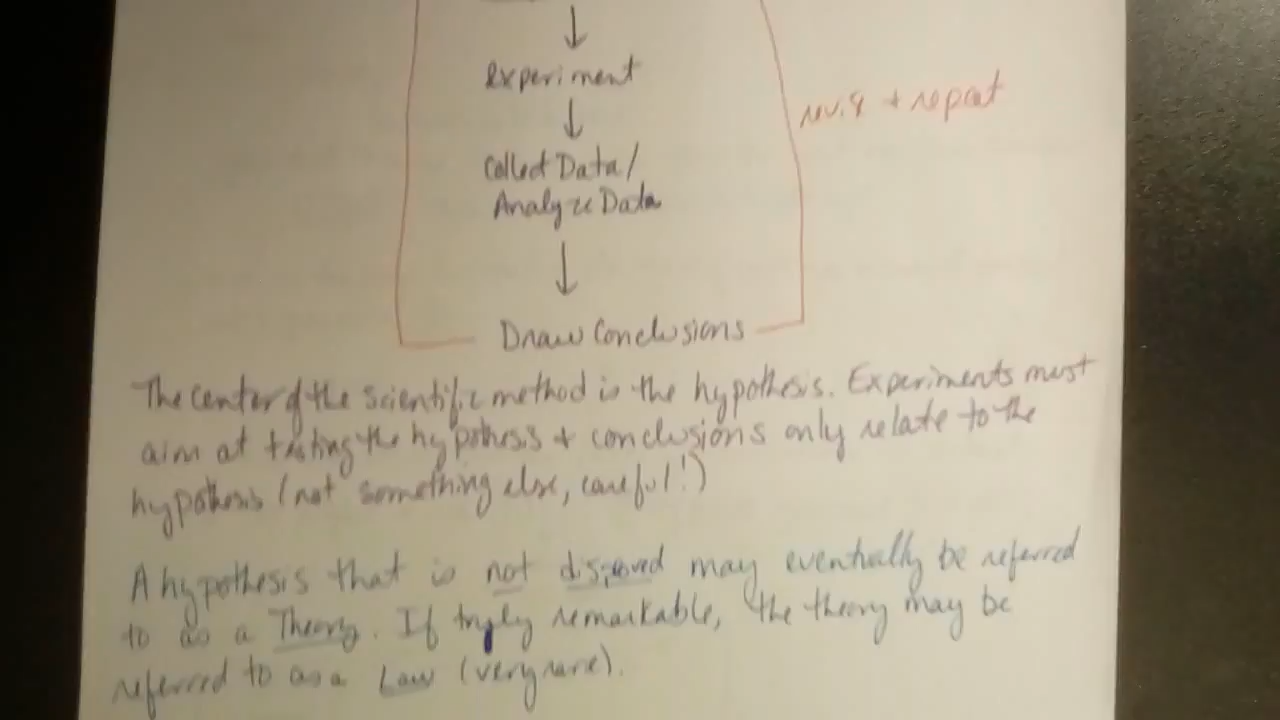 Experiment
revise + repeat
Collect Data/
Analyze Data
Draw Conclusions
The center of the scientific method is the hypothesis. Experiments must
aim at testing the hypothesis + conclusions only relate to the
hypothesis (not something else, careful!)
A hypothesis that is not disproved may eventually be referred
to as a Theory. If truly remarkable, the theory may be
referred to as a Law (very rare).